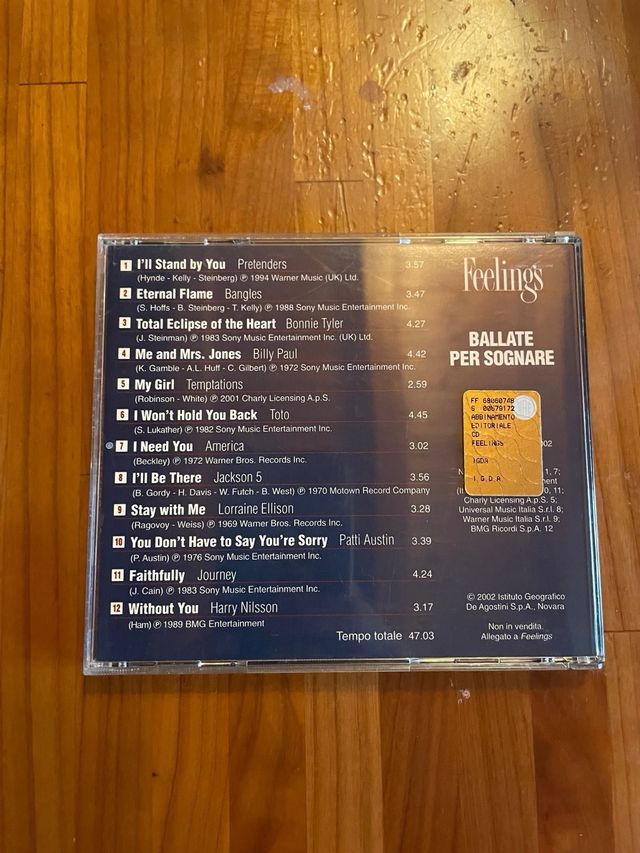 1 I'll Stand by You Pretenders 3.57
(Hynde - Kelly - Steinberg) ℗ 1994 Warner Music (UK) Ltd.
2 Eternal Flame Bangles 3.47
(S. Hoffs - B. Steinberg - T. Kelly) ℗ 1988 Sony Music Entertainment Inc.
3 Total Eclipse of the Heart Bonnie Tyler 4.27
(J. Steinman) ℗ 1983 Sony Music Entertainment Inc. (UK) Ltd.
4 Me and Mrs. Jones Billy Paul 4.42
(K. Gamble - A.L. Huff - C. Gilbert) ℗ 1972 Sony Music Entertainment Inc.
5 My Girl Temptations 2.59
(Robinson - White) ℗ 2001 Charly Licensing A.p.S.
6 I Won't Hold You Back Toto 4.45
(S. Lukather) ℗ 1982 Sony Music Entertainment Inc.
7 I Need You America 3.02
(Beckley) ℗ 1972 Warner Bros. Records Inc.
8 I'll Be There Jackson 5 3.56
(B. Gordy - H. Davis - W. Futch - B. West) ℗ 1970 Motown Record Company
9 Stay with Me Lorraine Ellison 3.28
(Ragovoy - Weiss) ℗ 1969 Warner Bros. Records Inc.
10 You Don't Have to Say You're Sorry Patti Austin 3.39
(P. Austin) ℗ 1976 Sony Music Entertainment Inc.
11 Faithfully Journey 4.24
(J. Cain) ℗ 1983 Sony Music Entertainment Inc.
12 Without You Harry Nilsson 3.17
(Ham) ℗ 1989 BMG Entertainment
Tempo totale 47.03
Feelings
BALLATE
PER SOGNARE
FF 68060748
S 00679172
ABBINAMENTO
EDITORIALE
CD
FEELINGS
IGDA
I.G.D.A
Charly Licensing A.p.S. 5;
Universal Music Italia S.r.l. 8;
Warner Music Italia S.r.l. 9;
BMG Ricordi S.p.A. 12
© 2002 Istituto Geografico
De Agostini S.p.A., Novara
Non in vendita.
Allegato a Feelings